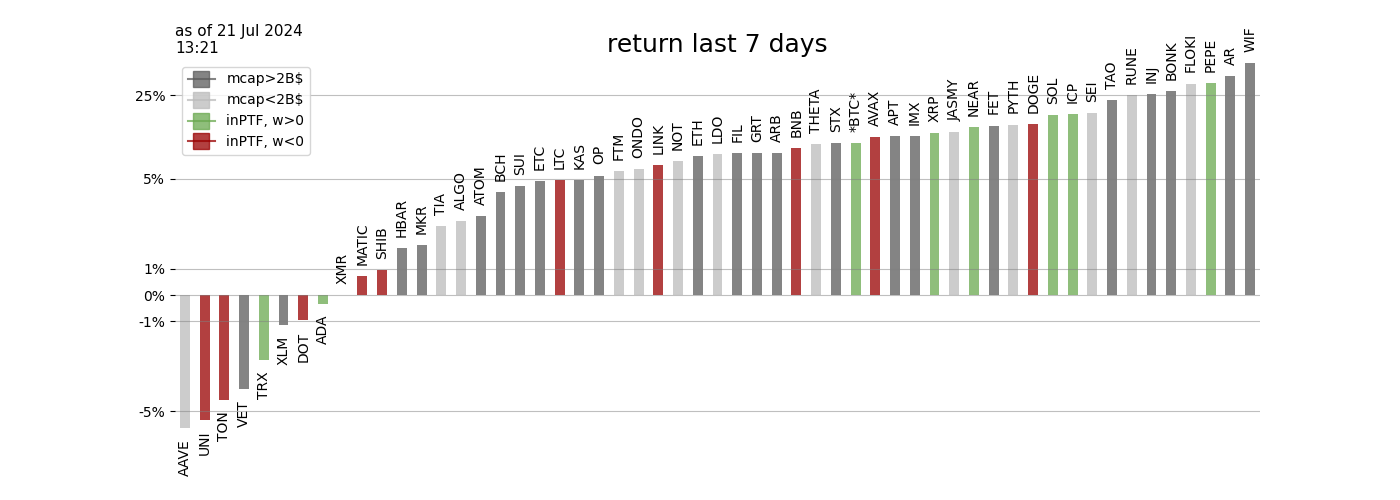 as of 21 Jul 2024
13:21
return last 7 days
mcap>2B$
mcap<2B$
inPTF, w>0
inPTF, w<0
25%
5%
1%
0%
-1%
-5%
AAVE
UNI
TON
VET
TRX
XLM
DOT
ADA
XMR
MATIC
SHIB
HBAR
MKR
TIA
ALGO
ATOM
BCH
SUI
ETC
LTC
KAS
OP
FTM
ONDO
LINK
NOT
ETH
LDO
FIL
GRT
ARB
BNB
THETA
STX
*BTC*
AVAX
APT
IMX
XRP
JASMY
NEAR
FET
PYTH
DOGE
SOL
ICP
SEI
TAO
RUNE
INJ
BONK
FLOKI
PEPE
AR
WIF